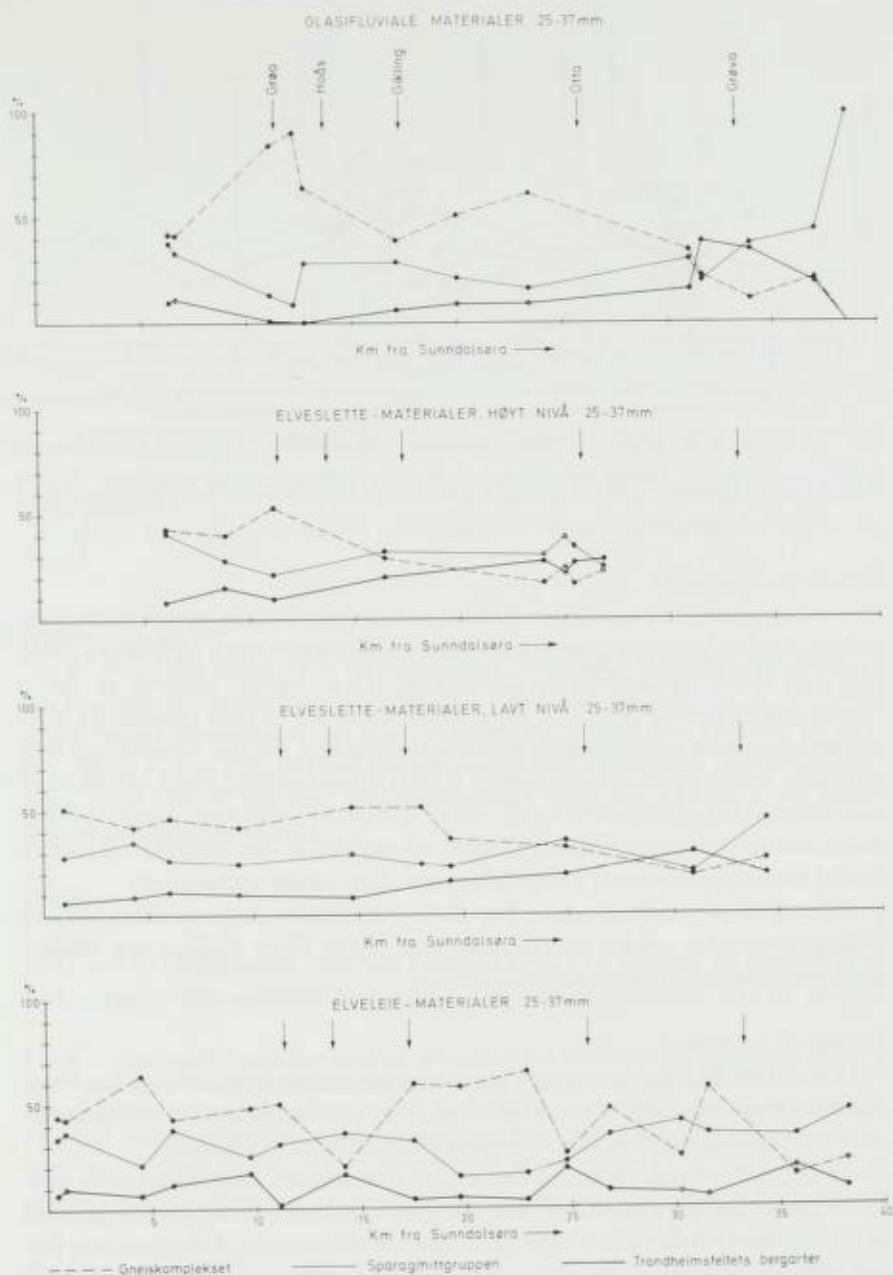 GLASIFLUVIALE MATERIALER 25-37mm
Grøa
Hoås
Gikling
Otta
Grøva
%
100
50
Km fra Sunndalsøra
%
100
ELVESLETTE-MATERIALER, HØYT NIVÅ 25-37mm
50
Km fra Sunndalsøra
%
100
ELVESLETTE-MATERIALER, LAVT NIVÅ 25-37mm
50
Km fra Sunndalsøra
%
100
ELVELEIE-MATERIALER 25-37mm
50
5 10 15 20 25 30 35 40
Km fra Sunndalsøra
Gneiskomplekset Sparagmittgruppen Trondheimsfeltets bergarter